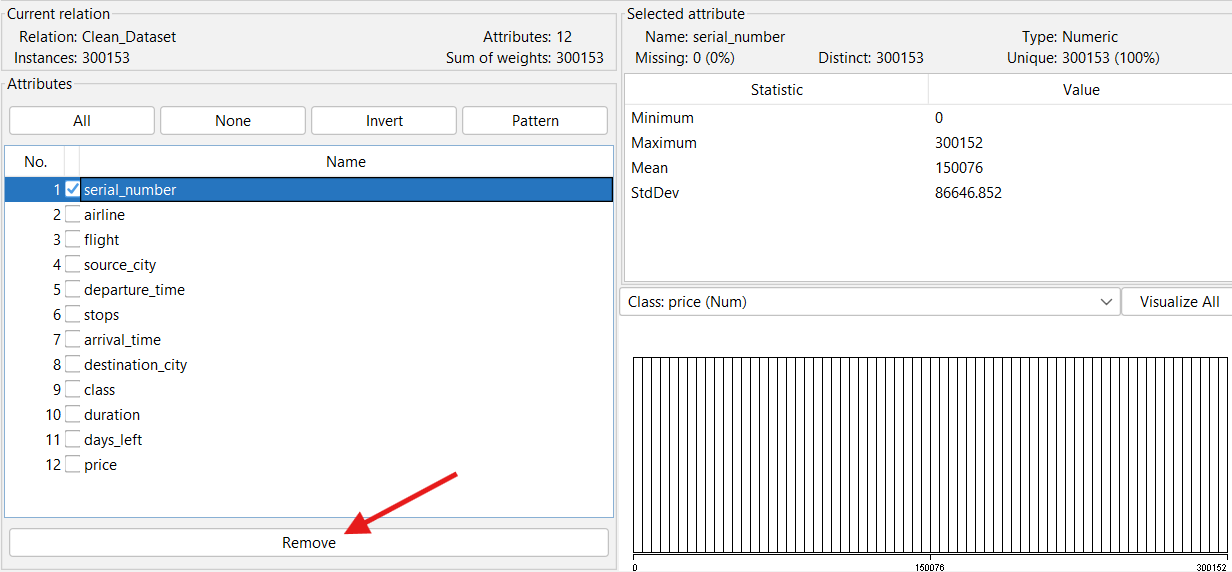 Current relation
Relation: Clean_Dataset
Attributes: 12
Instances: 300153
Sum of weights: 300153
Attributes
All
None
Invert
Pattern
No.
Name
1 serial_number
2 airline
3 flight
4 source_city
5 departure_time
6 stops
7 arrival_time
8 destination_city
9 class
10 duration
11 days_left
12 price
Remove
Selected attribute
Name: serial_number
Type: Numeric
Missing: 0 (0%)
Distinct: 300153
Unique: 300153 (100%)
Statistic
Value
Minimum 0
Maximum 300152
Mean 150076
StdDev 86646.852
Class: price (Num)
Visualize All
0
150076
300152